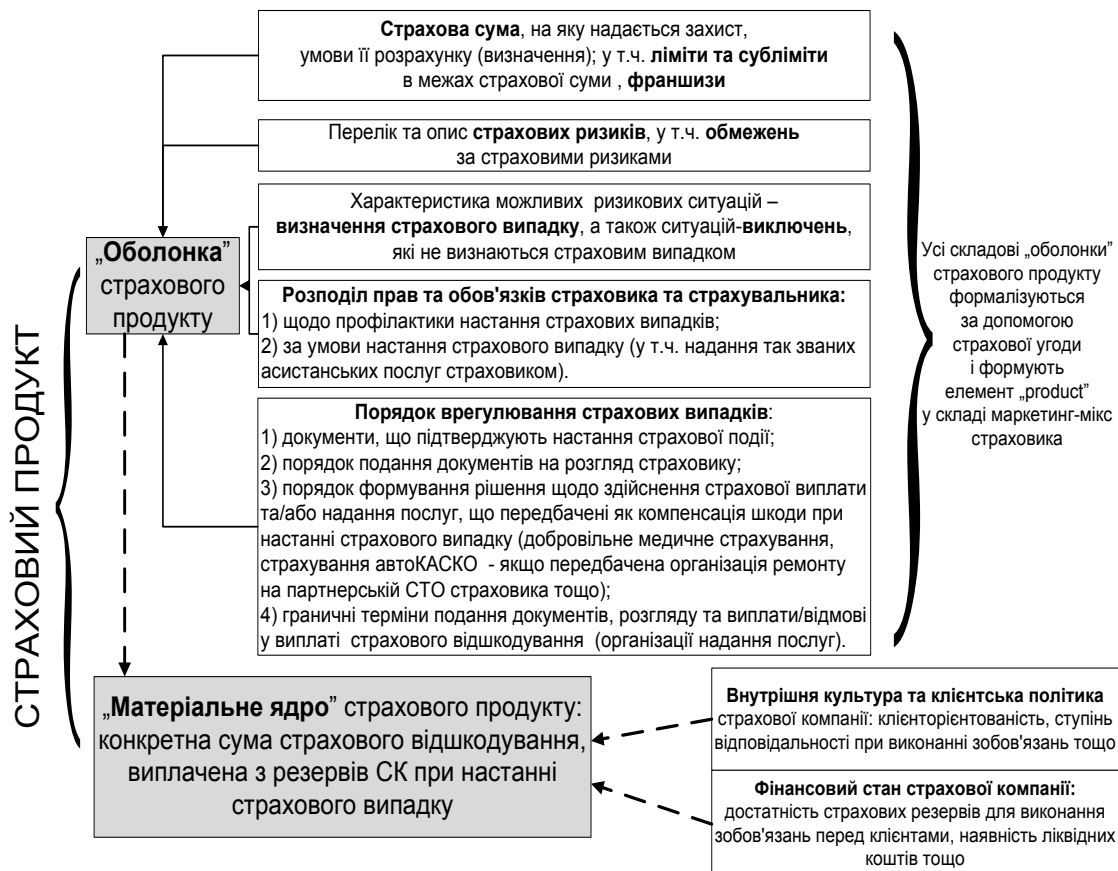 Страхова сума, на яку надається захист,
умови її розрахунку (визначення); у т.ч. ліміти та субліміти
в межах страхової суми , франшизи
Перелік та опис страхових ризиків, у т.ч. обмежень
за страховими ризиками
Характеристика можливих ризикових ситуацій –
визначення страхового випадку, а також ситуацій-виключень,
які не визнаються страховим випадком
„Оболонка”
страхового
продукту
Розподіл прав та обов'язків страховика та страхувальника:
1) щодо профілактики настання страхових випадків;
2) за умови настання страхового випадку (у т.ч. надання так званих
асистанських послуг страховиком).
Порядок врегулювання страхових випадків:
1) документи, що підтверджують настання страхової події;
2) порядок подання документів на розгляд страховику;
3) порядок формування рішення щодо здійснення страхової виплати
та/або надання послуг, що передбачені як компенсація шкоди при
настанні страхового випадку (добровільне медичне страхування,
страхування автоКАСКО - якщо передбачена організація ремонту
на партнерській СТО страховика тощо);
4) граничні терміни подання документів, розгляду та виплати/відмові
у виплаті страхового відшкодування (організації надання послуг).
Усі складові „оболонки”
страхового продукту
формалізуються
за допомогою
страхової угоди
і формують
елемент „product”
у складі маркетинг-мікс
страховика
СТРАХОВИЙ ПРОДУКТ
„Матеріальне ядро” страхового продукту:
конкретна сума страхового відшкодування,
виплачена з резервів СК при настанні
страхового випадку
Внутрішня культура та клієнтська політика
страхової компанії: клієнторієнтованість, ступінь
відповідальності при виконанні зобов'язань тощо
Фінансовий стан страхової компанії:
достатність страхових резервів для виконання
зобов'язань перед клієнтами, наявність ліквідних
коштів тощо